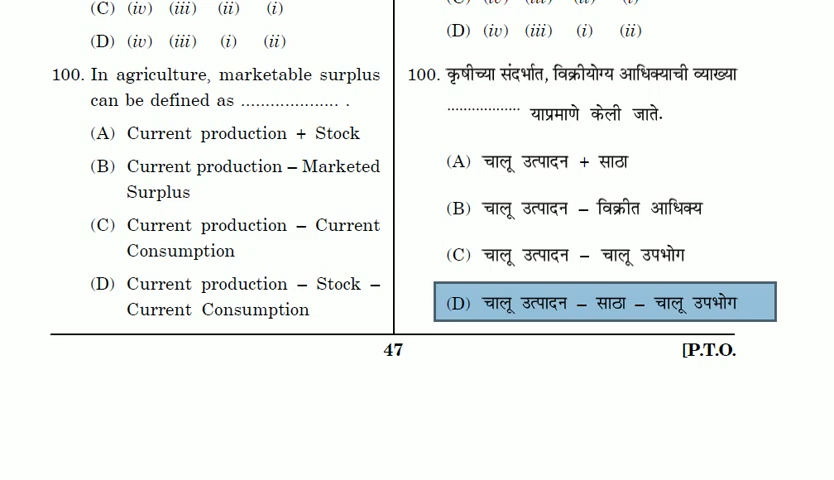 (C) (iv) (iii) (ii) (i)
(D) (iv) (iii) (i) (ii)
100. In agriculture, marketable surplus
can be defined as .................... .
(A) Current production + Stock
(B) Current production – Marketed
Surplus
(C) Current production – Current
Consumption
(D) Current production – Stock –
Current Consumption
(D) (iv) (iii) (i) (ii)
100. कृषीच्या संदर्भात, विक्रीयोग्य आधिक्याची व्याख्या
.................... याप्रमाणे केली जाते.
(A) चालू उत्पादन + साठा
(B) चालू उत्पादन – विक्रीत आधिक्य
(C) चालू उत्पादन – चालू उपभोग
(D) चालू उत्पादन – साठा – चालू उपभोग
47
[P.T.O.